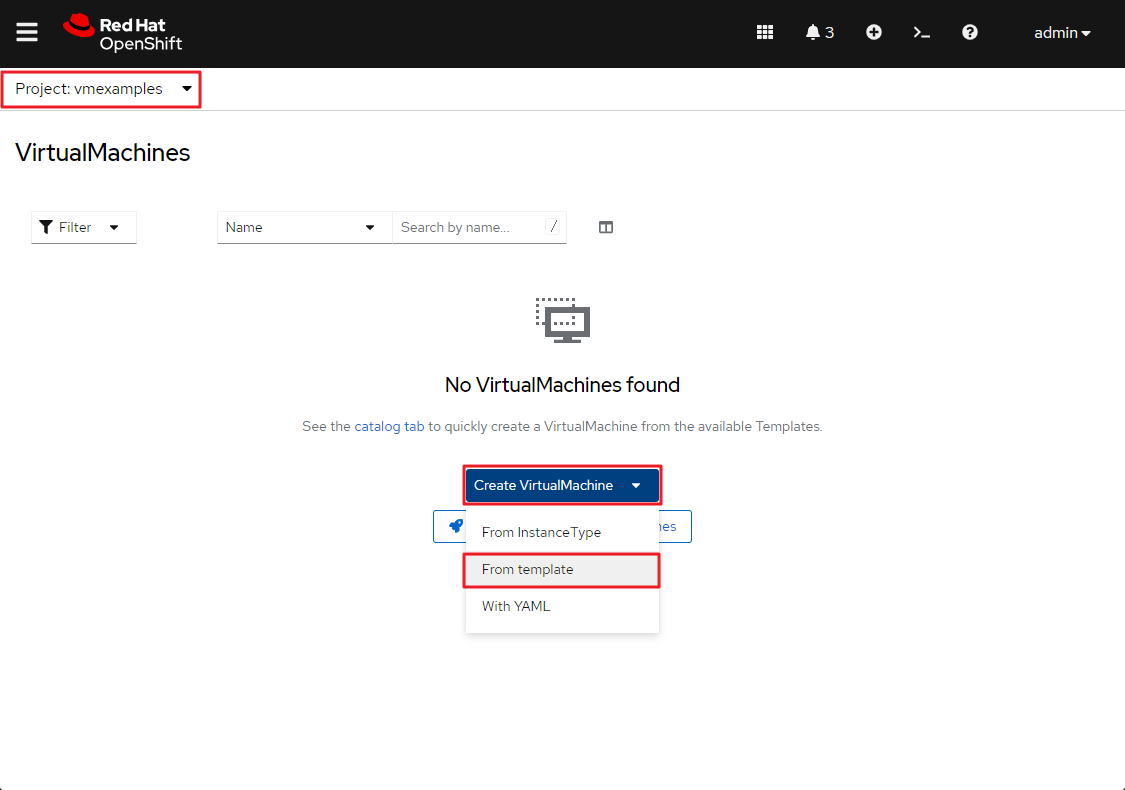 Red Hat
OpenShift
3
admin
Project: vmexamples
VirtualMachines
Filter
Name
Search by name...
/
No VirtualMachines found
See the catalog tab to quickly create a VirtualMachine from the available Templates.
Create VirtualMachine
From InstanceType
From template
With YAML